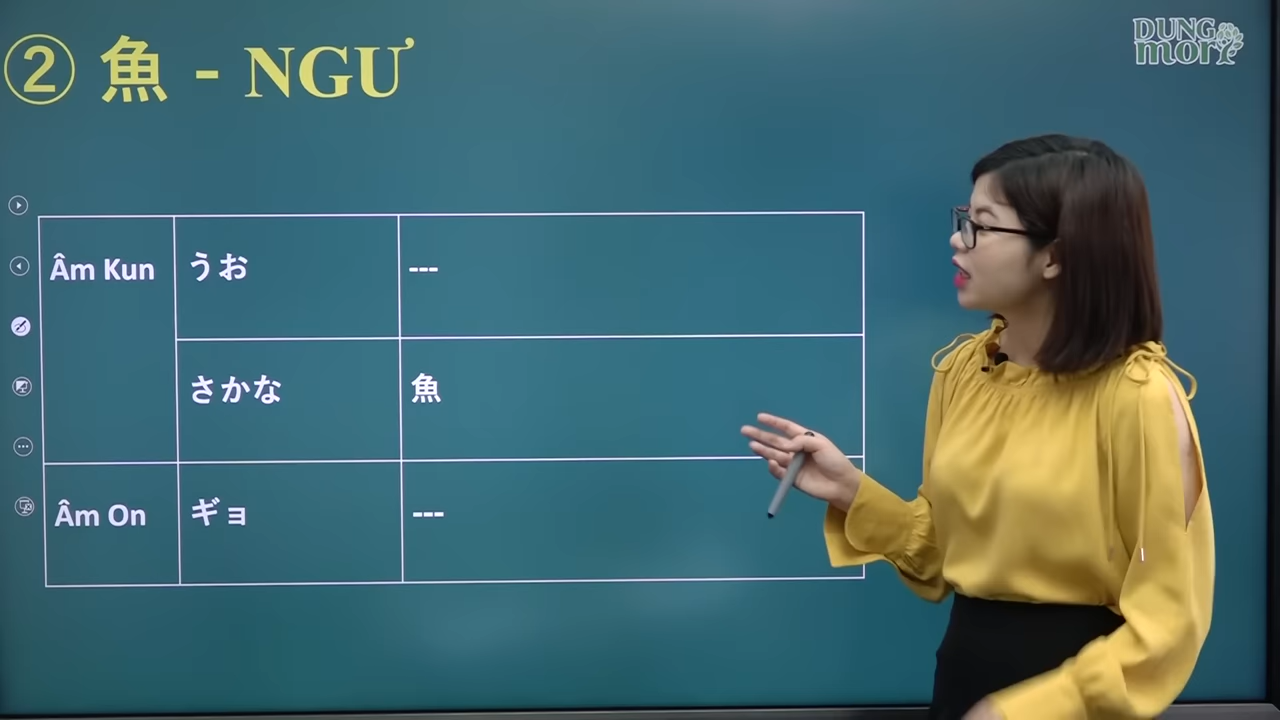 ② 魚 - NGƯ
DUNG
mori
Âm Kun
うお
---
さかな
魚
Âm On
ギョ
---